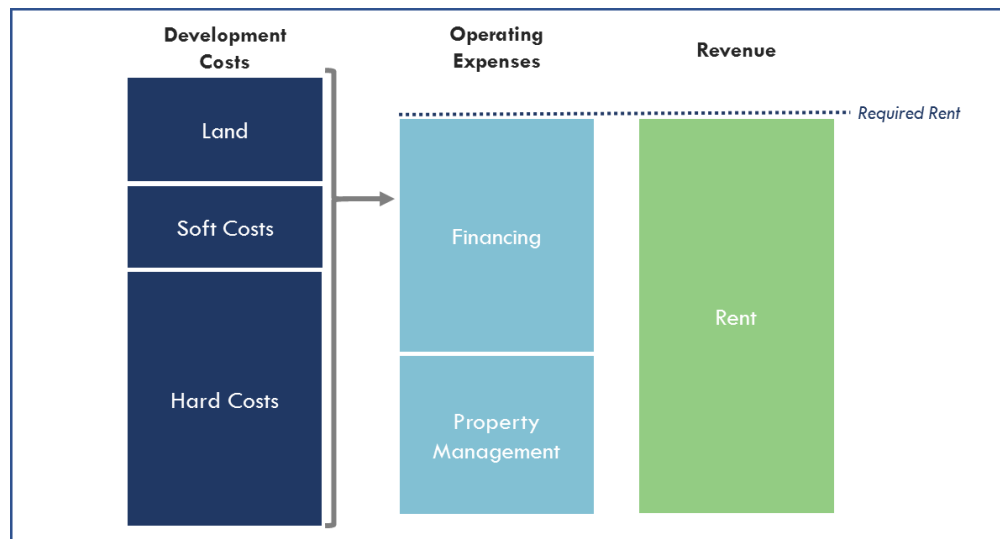 Development
Costs
Operating
Expenses
Revenue
Required Rent
Land
Soft Costs
Hard Costs
Financing
Property
Management
Rent